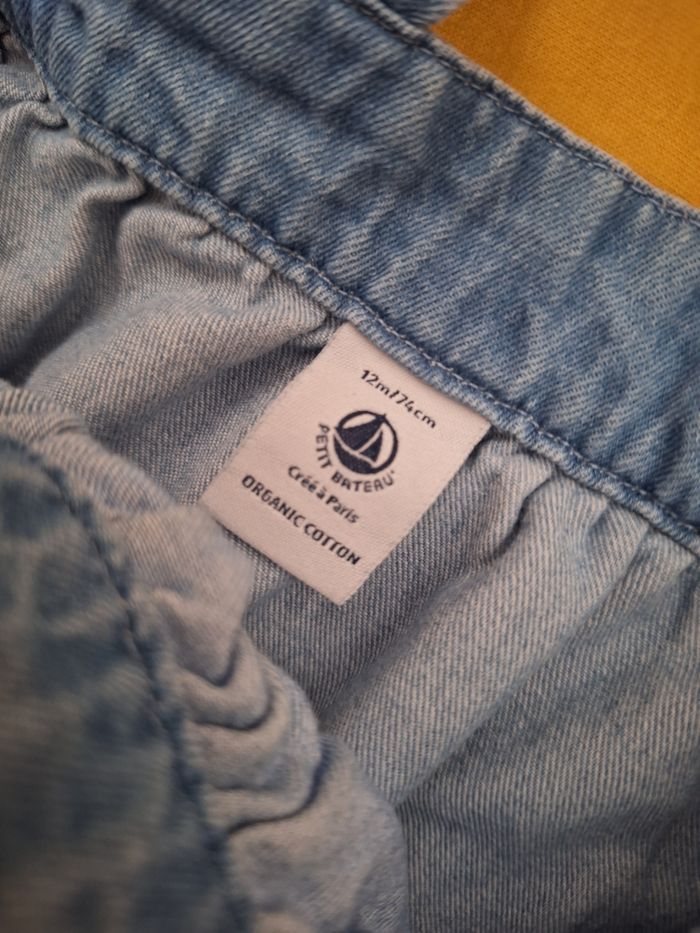 12m/74cm
PETIT BATEAU
Créé à Paris
ORGANIC COTTON